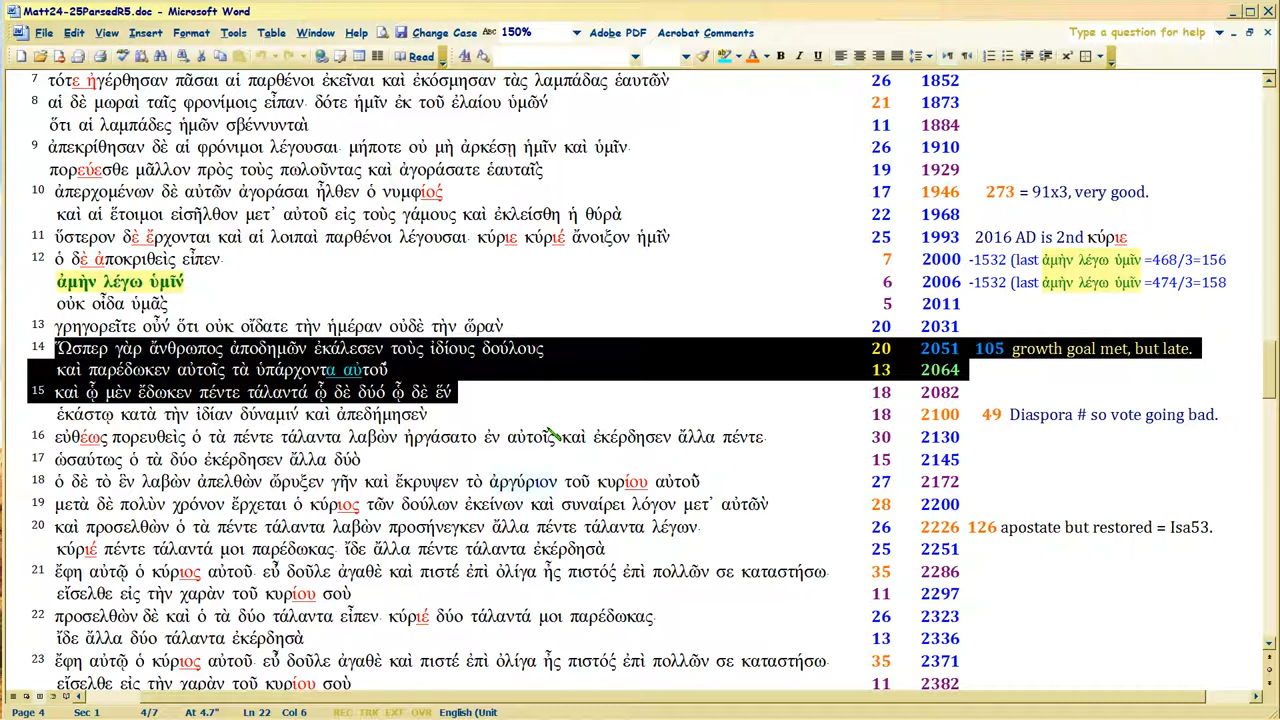 Matt24-25ParsedR5.doc - Microsoft Word
File Edit View Insert Format Tools Table Window Help Change Case 150% Adobe PDF Acrobat Comments Type a question for help
Read
7 τότε ἠγέρθησαν πᾶσαι αἱ παρθένοι ἐκεῖναι καὶ ἐκόσμησαν τὰς λαμπάδας ἑαυτῶν 26 1852
8 αἱ δὲ μωραὶ ταῖς φρονίμοις εἶπαν· δότε ἡμῖν ἐκ τοῦ ἐλαίου ὑμῶν 21 1873
ὅτι αἱ λαμπάδες ἡμῶν σβέννυνταὶ 11 1884
9 ἀπεκρίθησαν δὲ αἱ φρόνιμοι λέγουσαι· μήποτε οὐ μὴ ἀρκέσῃ ἡμῖν καὶ ὑμῖν· 26 1910
πορεύεσθε μᾶλλον πρὸς τοὺς πωλοῦντας καὶ ἀγοράσατε ἑαυταῖς 19 1929
10 ἀπερχομένων δὲ αὐτῶν ἀγοράσαι ἦλθεν ὁ νυμφίος 17 1946 273 = 91x3, very good.
καὶ αἱ ἕτοιμοι εἰσῆλθον μετ᾽ αὐτοῦ εἰς τοὺς γάμους καὶ ἐκλείσθη ἡ θύρὰ 22 1968
11 ὕστερον δὲ ἔρχονται καὶ αἱ λοιπαὶ παρθένοι λέγουσαι· κύριε κύριέ ἄνοιξον ἡμῖν 25 1993 2016 AD is 2nd κύριε
12 ὁ δὲ ἀποκριθεὶς εἶπεν· 7 2000 -1532 (last ἀμὴν λέγω ὑμῖν =468/3=156
ἀμὴν λέγω ὑμῖν 6 2006 -1532 (last ἀμὴν λέγω ὑμῖν =474/3=158
οὐκ οἶδα ὑμᾶς 5 2011
13 γρηγορεῖτε οὖν ὅτι οὐκ οἴδατε τὴν ἡμέραν οὐδὲ τὴν ὥραν 20 2031
14 Ὥσπερ γὰρ ἄνθρωπος ἀποδημῶν ἐκάλεσεν τοὺς ἰδίους δούλους 20 2051 105 growth goal met, but late.
καὶ παρέδωκεν αὐτοῖς τὰ ὑπάρχοντα αὐτοῦ 13 2064
15 καὶ ᾧ μὲν ἔδωκεν πέντε τάλαντά ᾧ δὲ δύό ᾧ δὲ ἕν 18 2082
ἑκάστῳ κατὰ τὴν ἰδίαν δύναμιν καὶ ἀπεδήμησεν 18 2100 49 Diaspora # so vote going bad.
16 εὐθέως πορευθεὶς ὁ τὰ πέντε τάλαντα λαβὼν ἠργάσατο ἐν αὐτοῖς καὶ ἐκέρδησεν ἄλλα πέντε· 30 2130
17 ὡσαύτως ὁ τὰ δύο ἐκέρδησεν ἄλλα δύὸ 15 2145
18 ὁ δὲ τὸ ἓν λαβὼν ἀπελθὼν ὤρυξεν γῆν καὶ ἔκρυψεν τὸ ἀργύριον τοῦ κυρίου αὐτοῦ 27 2172
19 μετὰ δὲ πολὺν χρόνον ἔρχεται ὁ κύριος τῶν δούλων ἐκείνων καὶ συναίρει λόγον μετ᾽ αὐτῶν 28 2200
20 καὶ προσελθὼν ὁ τὰ πέντε τάλαντα λαβὼν προσήνεγκεν ἄλλα πέντε τάλαντα λέγων· 26 2226 126 apostate but restored = Isa53.
κύριέ πέντε τάλαντά μοι παρέδωκας· ἴδε ἄλλα πέντε τάλαντα ἐκέρδησὰ 25 2251
21 ἔφη αὐτῷ ὁ κύριος αὐτοῦ· εὖ δοῦλε ἀγαθὲ καὶ πιστέ ἐπὶ ὀλίγα ἦς πιστός ἐπὶ πολλῶν σε καταστήσω· 35 2286
εἴσελθε εἰς τὴν χαρὰν τοῦ κυρίου σοὺ 11 2297
22 προσελθὼν δὲ καὶ ὁ τὰ δύο τάλαντα εἶπεν· κύριέ δύο τάλαντά μοι παρέδωκας· 26 2323
ἴδε ἄλλα δύο τάλαντα ἐκέρδησὰ 13 2336
23 ἔφη αὐτῷ ὁ κύριος αὐτοῦ· εὖ δοῦλε ἀγαθὲ καὶ πιστέ ἐπὶ ὀλίγα ἦς πιστός ἐπὶ πολλῶν σε καταστήσω· 35 2371
εἴσελθε εἰς τὴν χαρὰν τοῦ κυρίου σοὺ 11 2382
Page 4 Sec 1 4/7 At 4.7" Ln 22 Col 6 REC TRK EXT OVR English (Unit